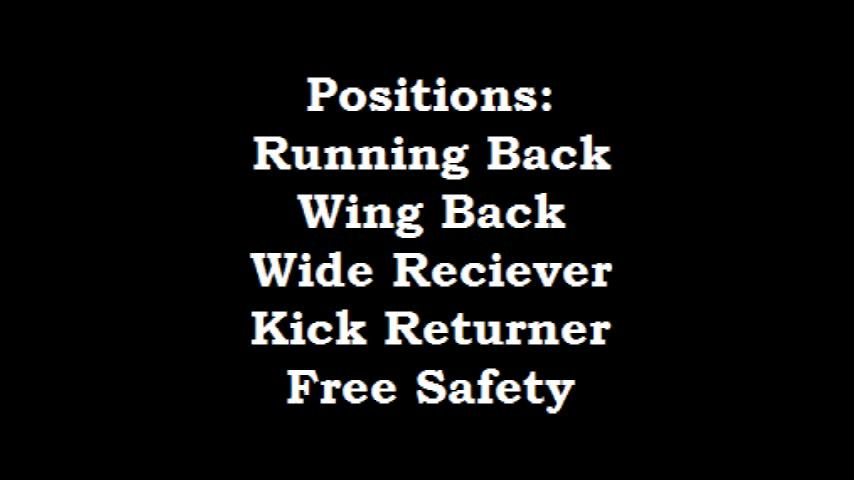 Positions:
Running Back
Wing Back
Wide Reciever
Kick Returner
Free Safety